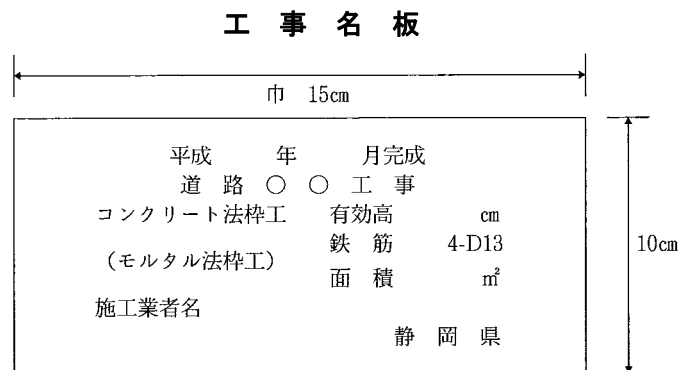 工事名板
巾 15cm
平成 年 月完成
道路○○工事
コンクリート法枠工 有効高 cm
鉄筋 4-D13
(モルタル法枠工)
面積 ㎡
施工業者名
静岡県
10cm